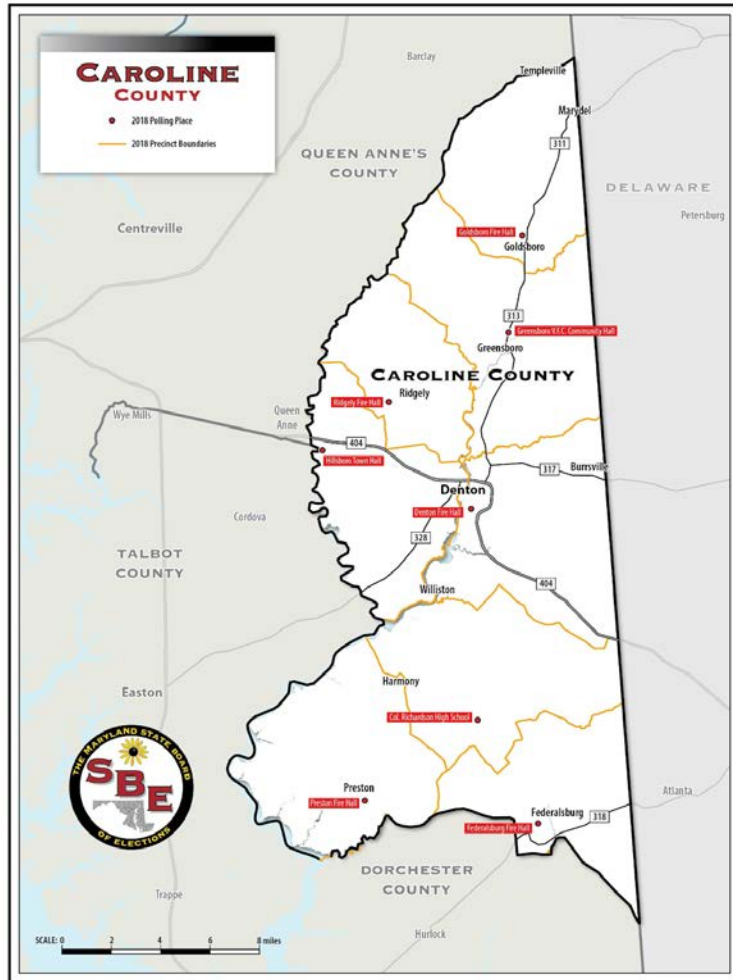 CAROLINE
COUNTY
2018 Polling Place
2018 Precinct Boundaries
Barclay
Templeville
Marydel
311
QUEEN ANNE'S
COUNTY
DELAWARE
Petersburg
Centreville
Goldsboro Fire Hall
Goldsboro
313
Greensboro V.F.C. Community Hall
Greensboro
CAROLINE COUNTY
Ridgely
Ridgely Fire Hall
Wye Mills
Queen
Anne
404
Hillsboro Town Hall
317
Burrsville
Denton
Denton Fire Hall
Cordova
328
TALBOT
COUNTY
Williston
404
Harmony
Easton
Col. Richardson High School
THE MARYLAND STATE BOARD
SBE
OF ELECTIONS
Preston
Preston Fire Hall
Atlanta
Federalsburg
318
Federalsburg Fire Hall
DORCHESTER
COUNTY
Trappe
Hurlock
SCALE: 0 2 4 6 8 miles